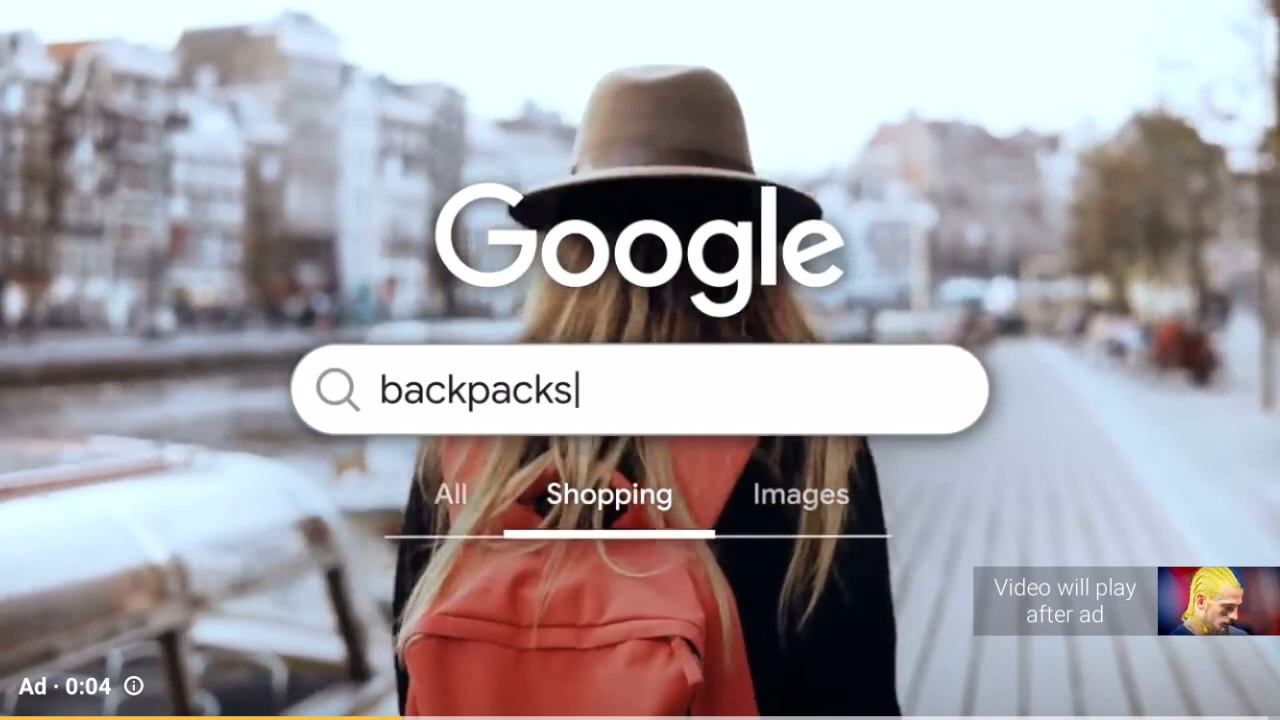 Google
backpacks
All
Shopping
Images
Video will play
after ad
Ad · 0:04